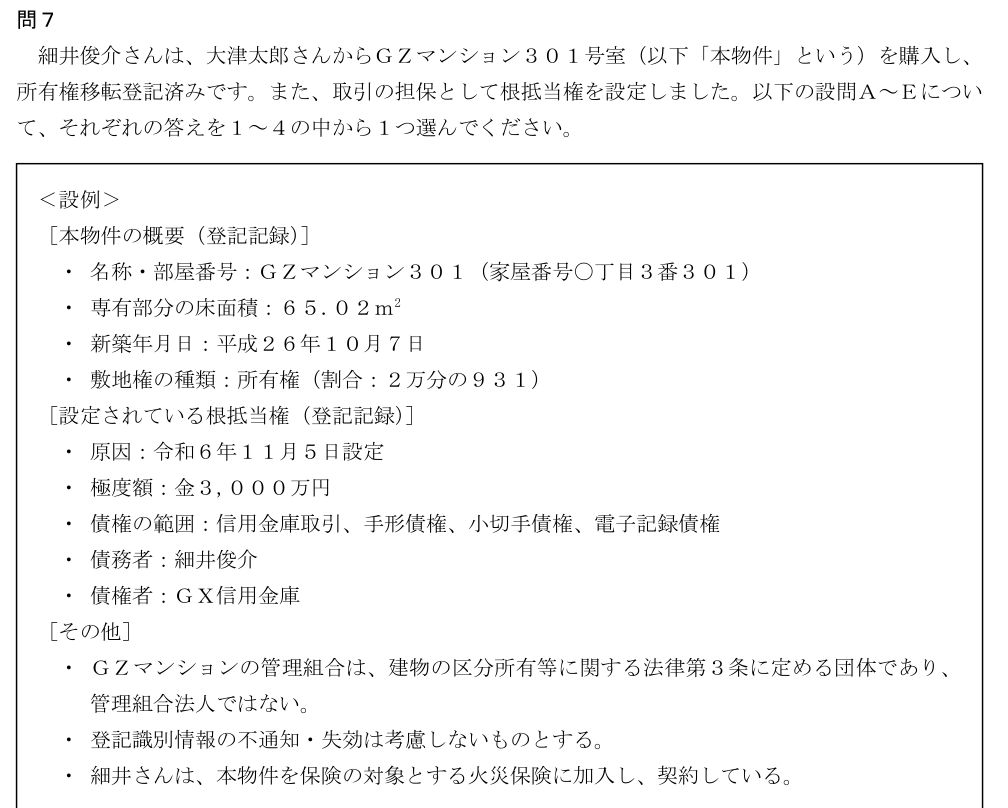 問7
細井俊介さんは、大津太郎さんからＧＺマンション３０１号室（以下「本物件」という）を購入し、
所有権移転登記済みです。また、取引の担保として根抵当権を設定しました。以下の設問Ａ～Ｅについ
て、それぞれの答えを１～４の中から１つ選んでください。
＜設例＞
［本物件の概要（登記記録）］
・ 名称・部屋番号：ＧＺマンション３０１（家屋番号〇丁目３番３０１）
・ 専有部分の床面積：６５.０２m²
・ 新築年月日：平成２６年１０月７日
・ 敷地権の種類：所有権（割合：２万分の９３１）
［設定されている根抵当権（登記記録）］
・ 原因：令和６年１１月５日設定
・ 極度額：金３,０００万円
・ 債権の範囲：信用金庫取引、手形債権、小切手債権、電子記録債権
・ 債務者：細井俊介
・ 債権者：ＧＸ信用金庫
［その他］
・ ＧＺマンションの管理組合は、建物の区分所有等に関する法律第３条に定める団体であり、
管理組合法人ではない。
・ 登記識別情報の不通知・失効は考慮しないものとする。
・ 細井さんは、本物件を保険の対象とする火災保険に加入し、契約している。